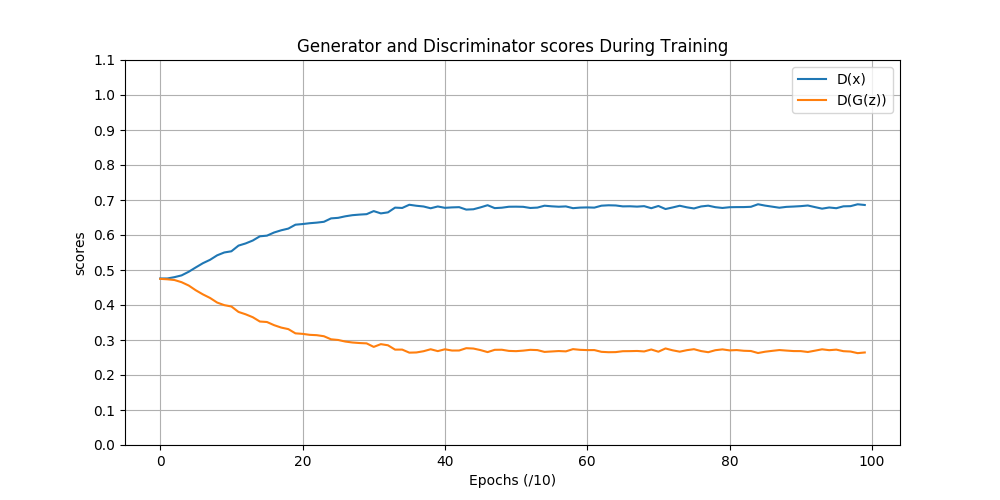 Generator and Discriminator scores During Training
1.1
1.0
0.9
0.8
0.7
0.6
0.5
0.4
0.3
0.2
0.1
0.0
scores
D(x)
D(G(z))
0 20 40 60 80 100
Epochs (/10)